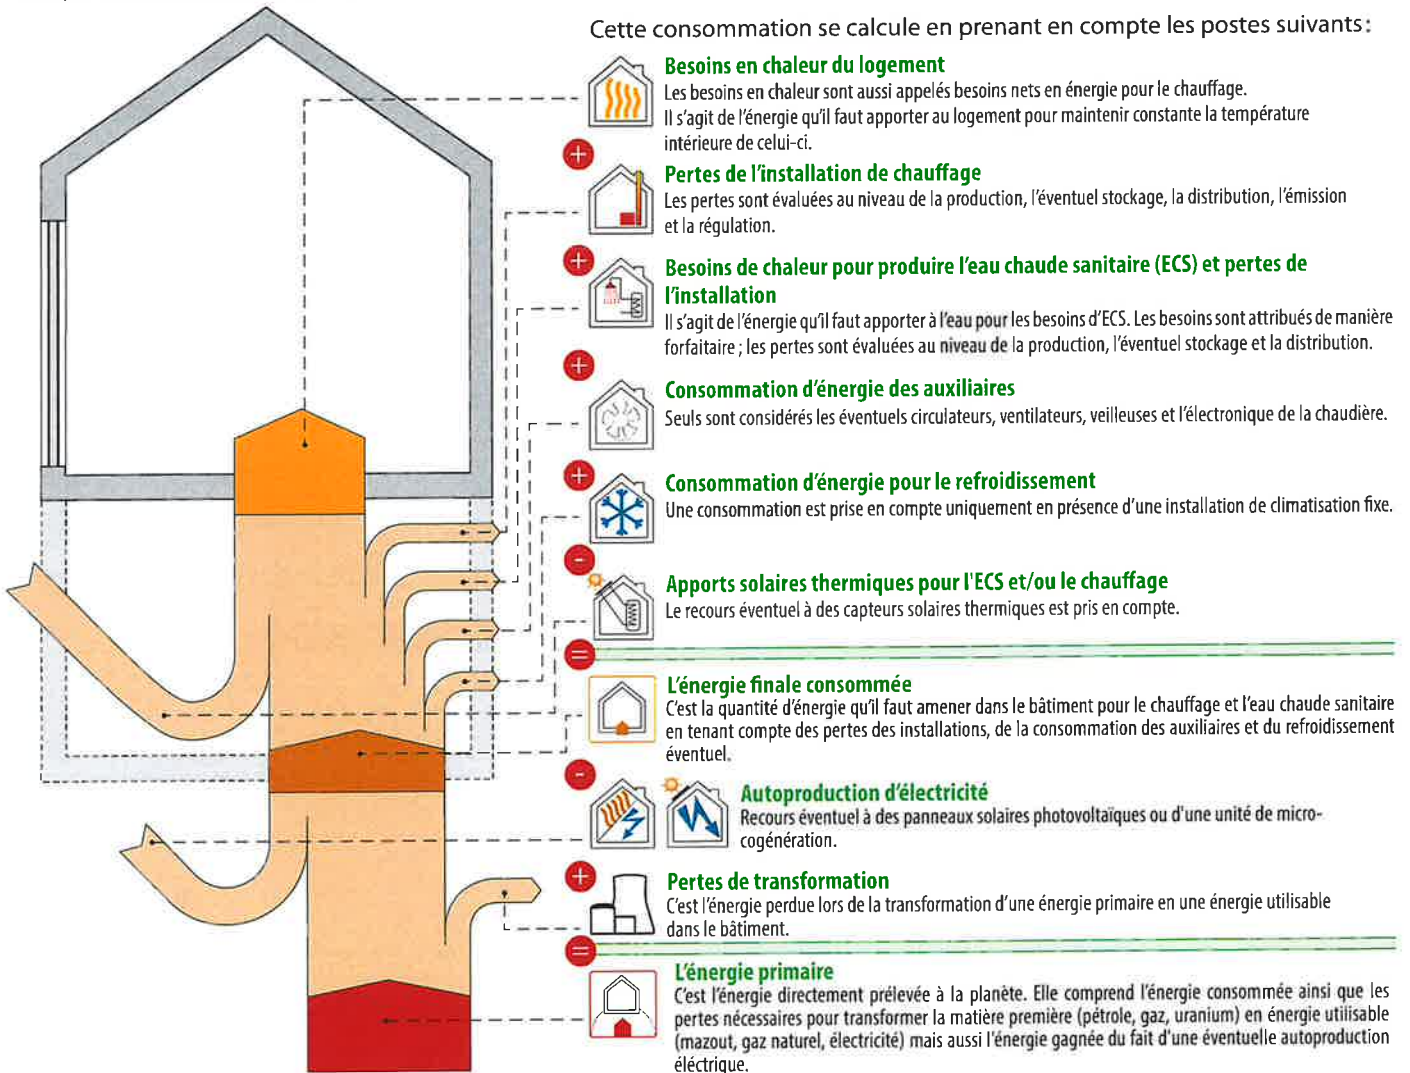 Cette consommation se calcule en prenant en compte les postes suivants :
Besoins en chaleur du logement
Les besoins en chaleur sont aussi appelés besoins nets en énergie pour le chauffage.
Il s'agit de l'énergie qu'il faut apporter au logement pour maintenir constante la température
intérieure de celui-ci.
+
Pertes de l'installation de chauffage
Les pertes sont évaluées au niveau de la production, l'éventuel stockage, la distribution, l'émission
et la régulation.
+
Besoins de chaleur pour produire l'eau chaude sanitaire (ECS) et pertes de
l'installation
Il s'agit de l'énergie qu'il faut apporter à l'eau pour les besoins d'ECS. Les besoins sont attribués de manière
forfaitaire ; les pertes sont évaluées au niveau de la production, l'éventuel stockage et la distribution.
+
Consommation d'énergie des auxiliaires
Seuls sont considérés les éventuels circulateurs, ventilateurs, veilleuses et l'électronique de la chaudière.
+
Consommation d'énergie pour le refroidissement
Une consommation est prise en compte uniquement en présence d'une installation de climatisation fixe.
-
Apports solaires thermiques pour l'ECS et/ou le chauffage
Le recours éventuel à des capteurs solaires thermiques est pris en compte.
=
L'énergie finale consommée
C'est la quantité d'énergie qu'il faut amener dans le bâtiment pour le chauffage et l'eau chaude sanitaire
en tenant compte des pertes des installations, de la consommation des auxiliaires et du refroidissement
éventuel.
-
Autoproduction d'électricité
Recours éventuel à des panneaux solaires photovoltaïques ou d'une unité de micro-
cogénération.
+
Pertes de transformation
C'est l'énergie perdue lors de la transformation d'une énergie primaire en une énergie utilisable
dans le bâtiment.
=
L'énergie primaire
C'est l'énergie directement prélevée à la planète. Elle comprend l'énergie consommée ainsi que les
pertes nécessaires pour transformer la matière première (pétrole, gaz, uranium) en énergie utilisable
(mazout, gaz naturel, électricité) mais aussi l'énergie gagnée du fait d'une éventuelle autoproduction
éléctrique.